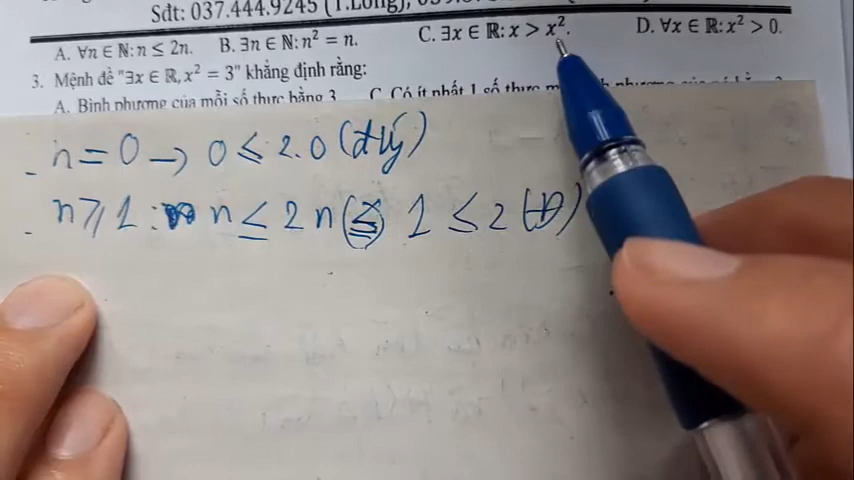 Sđt: 037.444.9245 (T.Long),
A. ∀n ∈ ℕ: n ≤ 2n. B. ∃n ∈ ℕ: n² = n. C. ∃x ∈ ℝ: x > x². D. ∀x ∈ ℝ: x² > 0.
3. Mệnh đề "∃x ∈ ℝ, x² = 3" khẳng định rằng:
A. Bình phương của mỗi số thực bằng 3 C. Có ít nhất 1 số thực
- n = 0 → 0 ≤ 2.0 (đ lý)
- n ≥ 1 : n ≤ 2n (≤) 1 ≤ 2 (Đ)